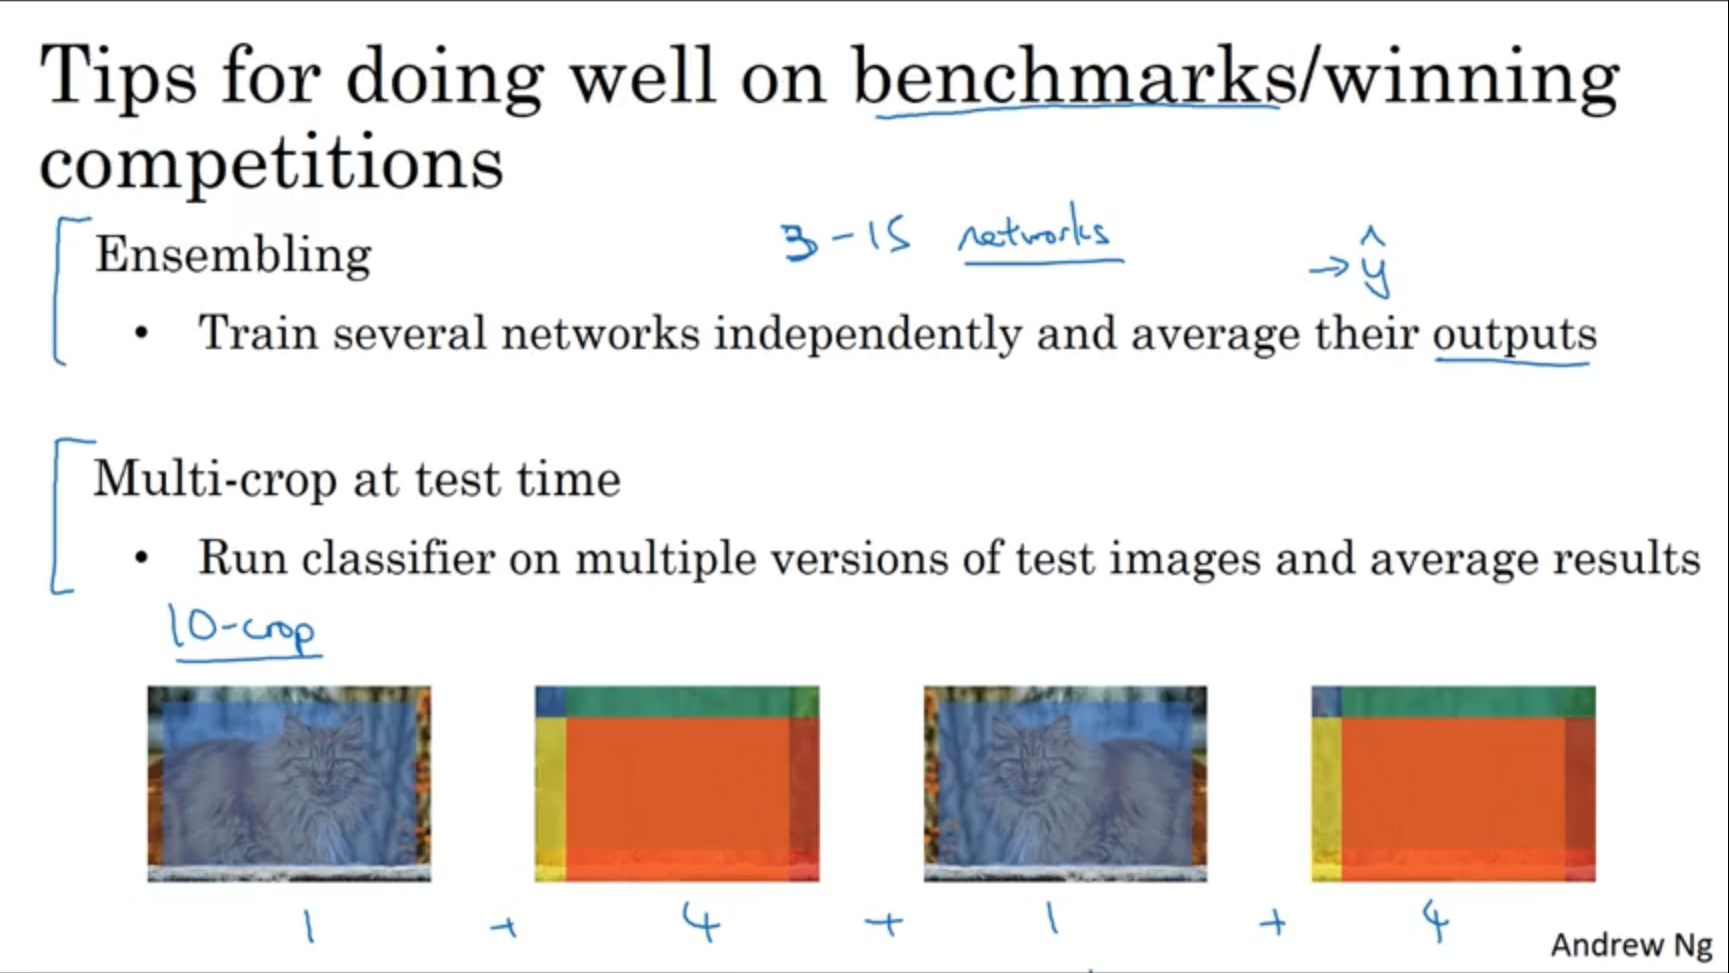 Tips for doing well on benchmarks/winning
competitions
Ensembling
3-15 networks
→ ŷ
• Train several networks independently and average their outputs
Multi-crop at test time
• Run classifier on multiple versions of test images and average results
10-crop
1 + 4 + 1 + 4
Andrew Ng